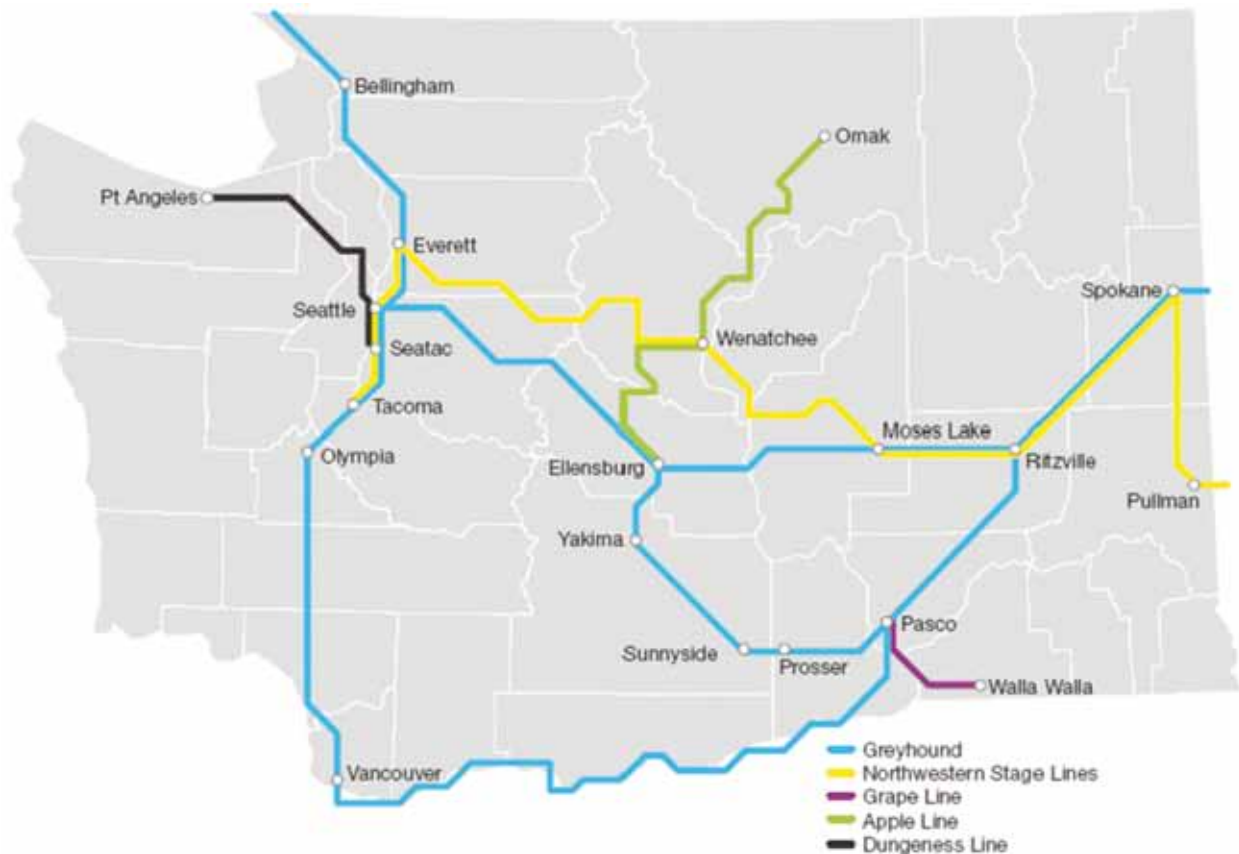 Bellingham
Omak
Pt Angeles
Everett
Spokane
Seattle
Wenatchee
Seatac
Tacoma
Moses Lake
Olympia
Ellensburg
Ritzville
Pullman
Yakima
Pasco
Sunnyside
Prosser
Walla Walla
Vancouver
Greyhound
Northwestern Stage Lines
Grape Line
Apple Line
Dungeness Line